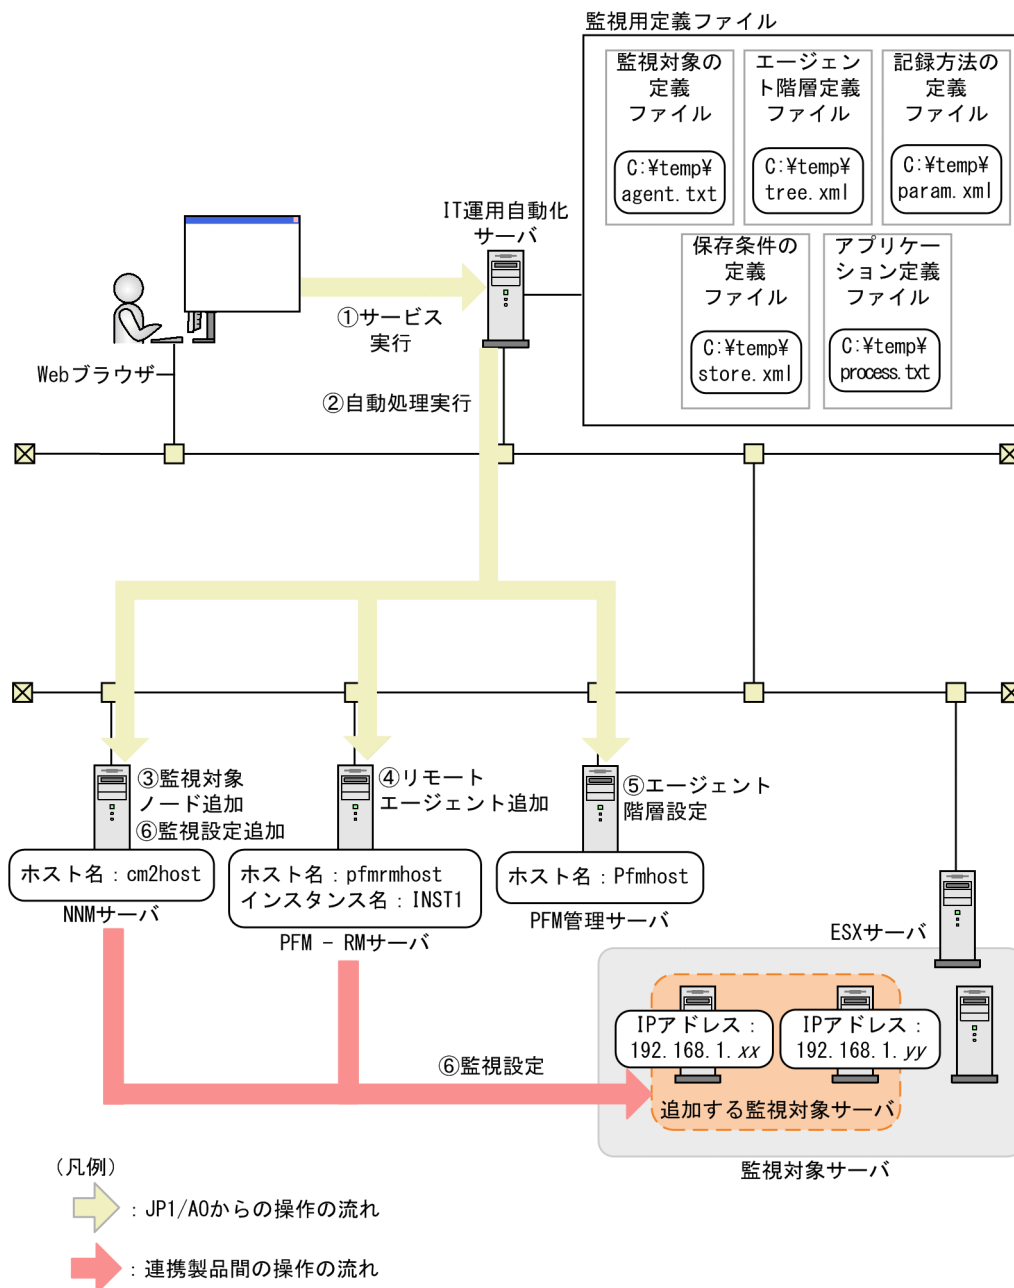 監視用定義ファイル
監視対象の
定義
ファイル
C:¥temp¥
agent.txt
エージェン
ト階層定義
ファイル
C:¥temp¥
tree.xml
記録方法の
定義
ファイル
C:¥temp¥
param.xml
保存条件の
定義
ファイル
C:¥temp¥
store.xml
アプリケー
ション定義
ファイル
C:¥temp¥
process.txt
IT運用自動化
サーバ
①サービス
実行
Webブラウザー
②自動処理実行
③監視対象
ノード追加
⑥監視設定追加
ホスト名：cm2host
NNMサーバ
④リモート
エージェント追加
ホスト名：pfmrmhost
インスタンス名：INST1
PFM - RMサーバ
⑤エージェント
階層設定
ホスト名：Pfmhost
PFM管理サーバ
ESXサーバ
IPアドレス：
192.168.1.xx
IPアドレス：
192.168.1.yy
⑥監視設定
追加する監視対象サーバ
監視対象サーバ
（凡例）
：JP1/AOからの操作の流れ
：連携製品間の操作の流れ